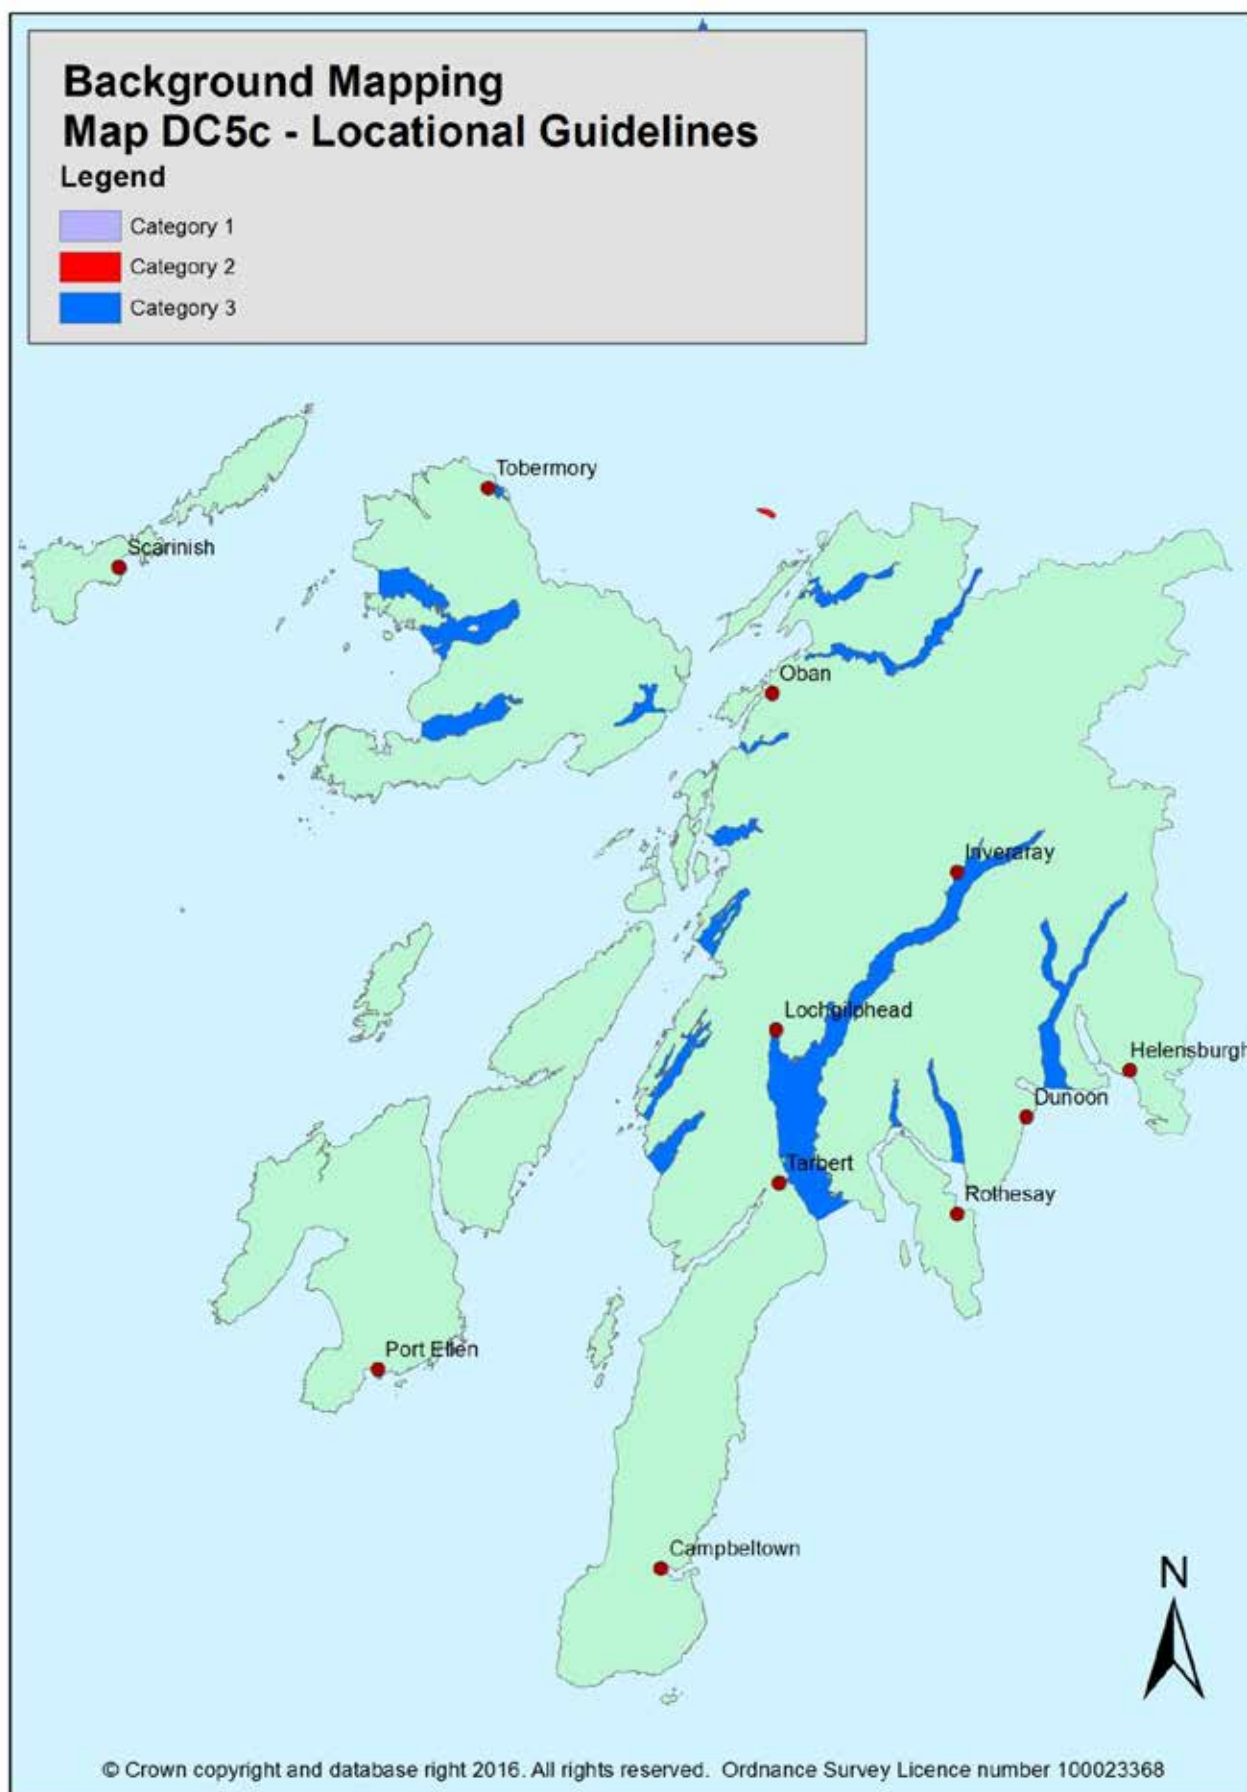 Background Mapping
Map DC5c - Locational Guidelines
Legend
Category 1
Category 2
Category 3
Tobermory
Scarinish
Oban
Inveraray
Lochgilphead
Helensburgh
Dunoon
Tarbert
Rothesay
Port Ellen
Campbeltown
N
© Crown copyright and database right 2016. All rights reserved. Ordnance Survey Licence number 100023368